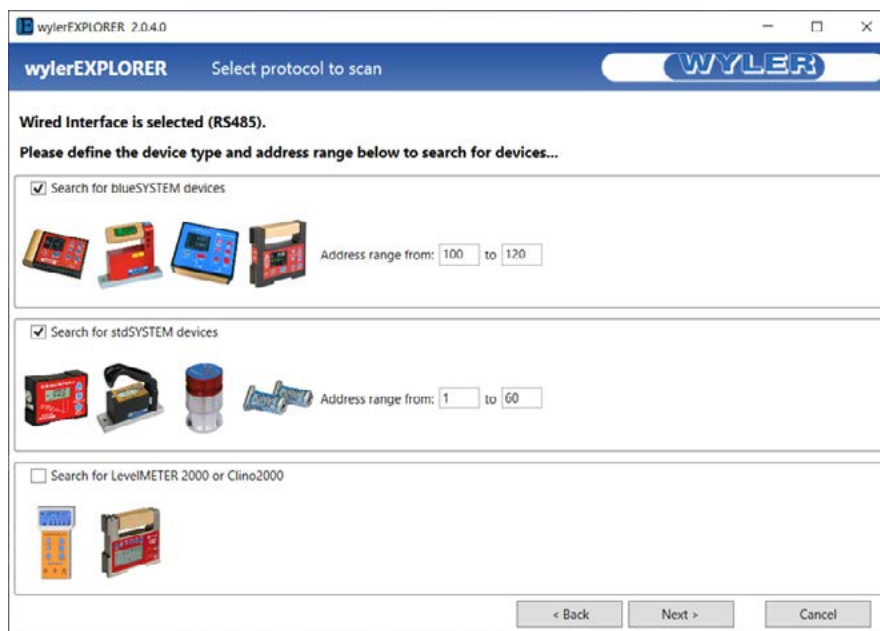 wylerEXPLORER 2.0.4.0
wylerEXPLORER Select protocol to scan WYLER
Wired Interface is selected (RS485).
Please define the device type and address range below to search for devices...
Search for blueSYSTEM devices
Address range from: 100 to 120
Search for stdSYSTEM devices
Address range from: 1 to 60
Search for LevelMETER 2000 or Clino2000
< Back Next > Cancel